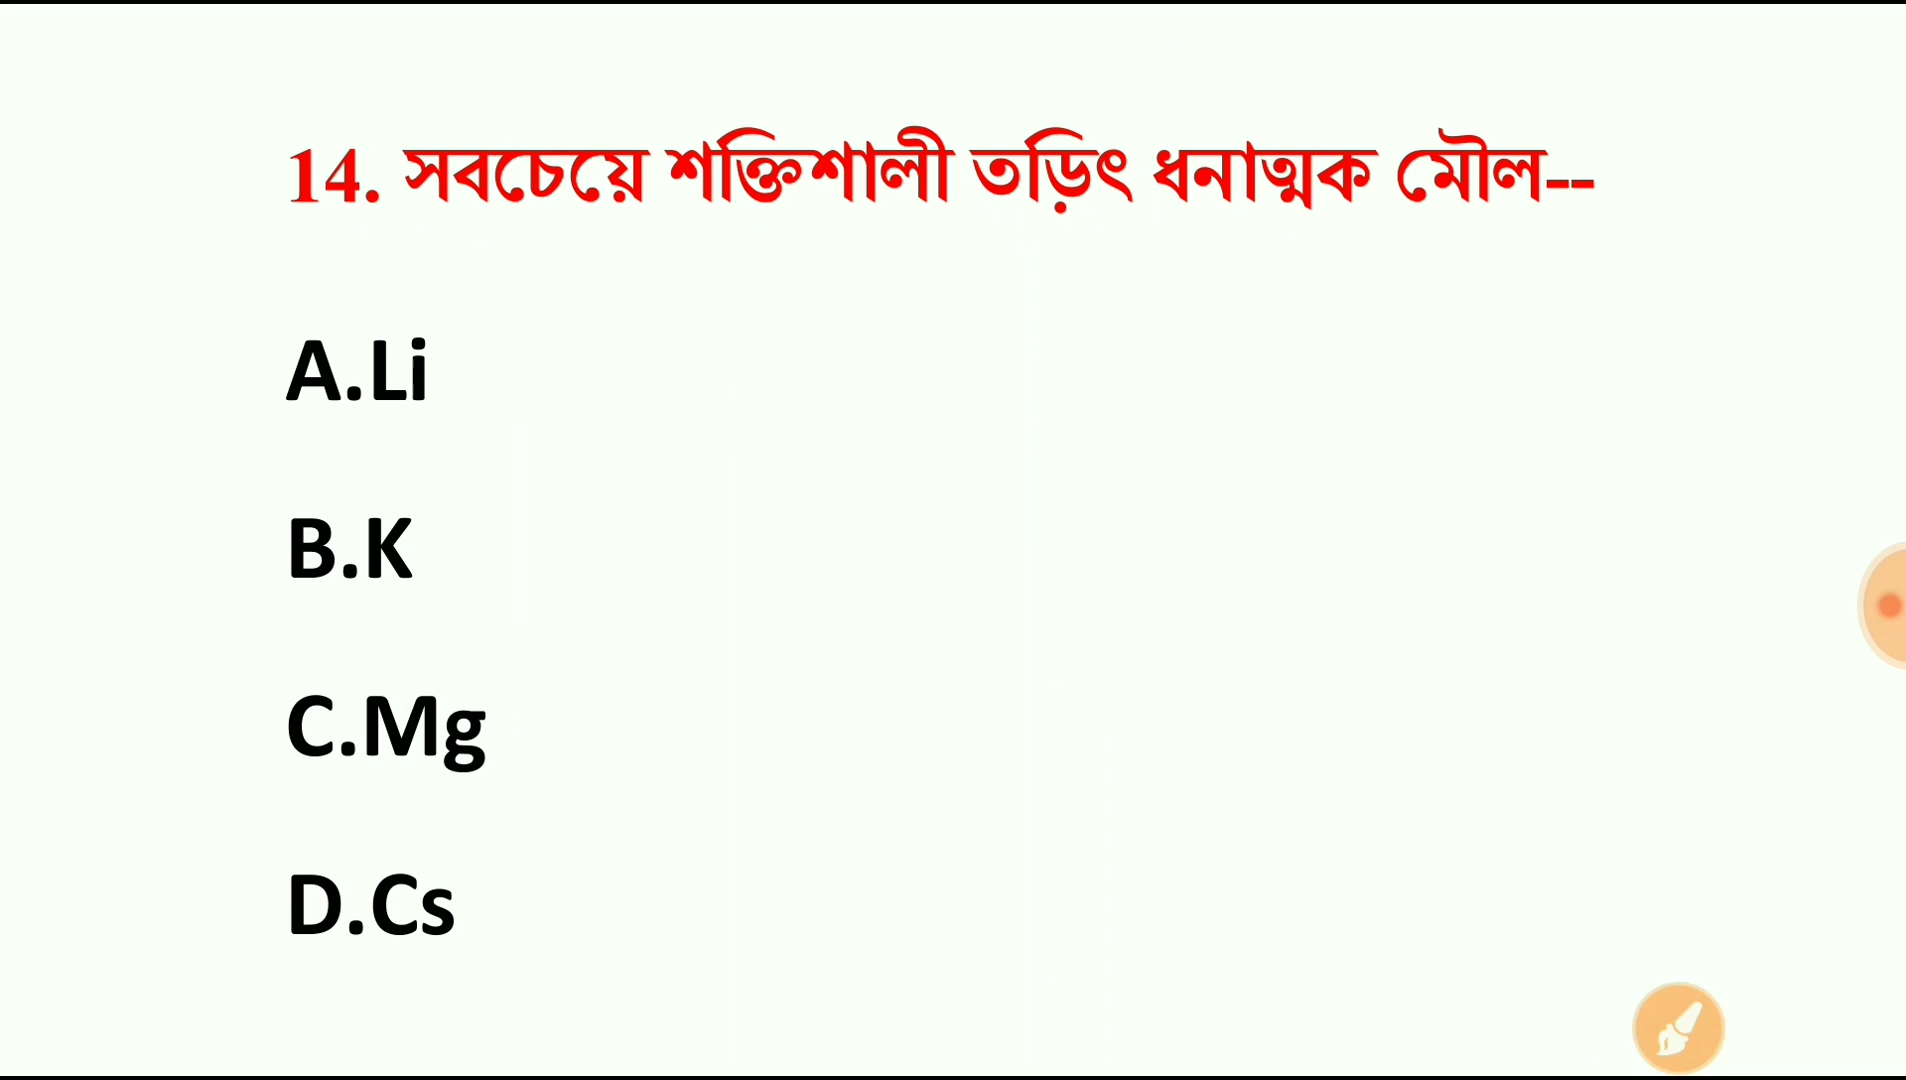 14. সবচেয়ে শক্তিশালী তড়িৎ ধনাত্মক মৌল--
A.Li
B.K
C.Mg
D.Cs